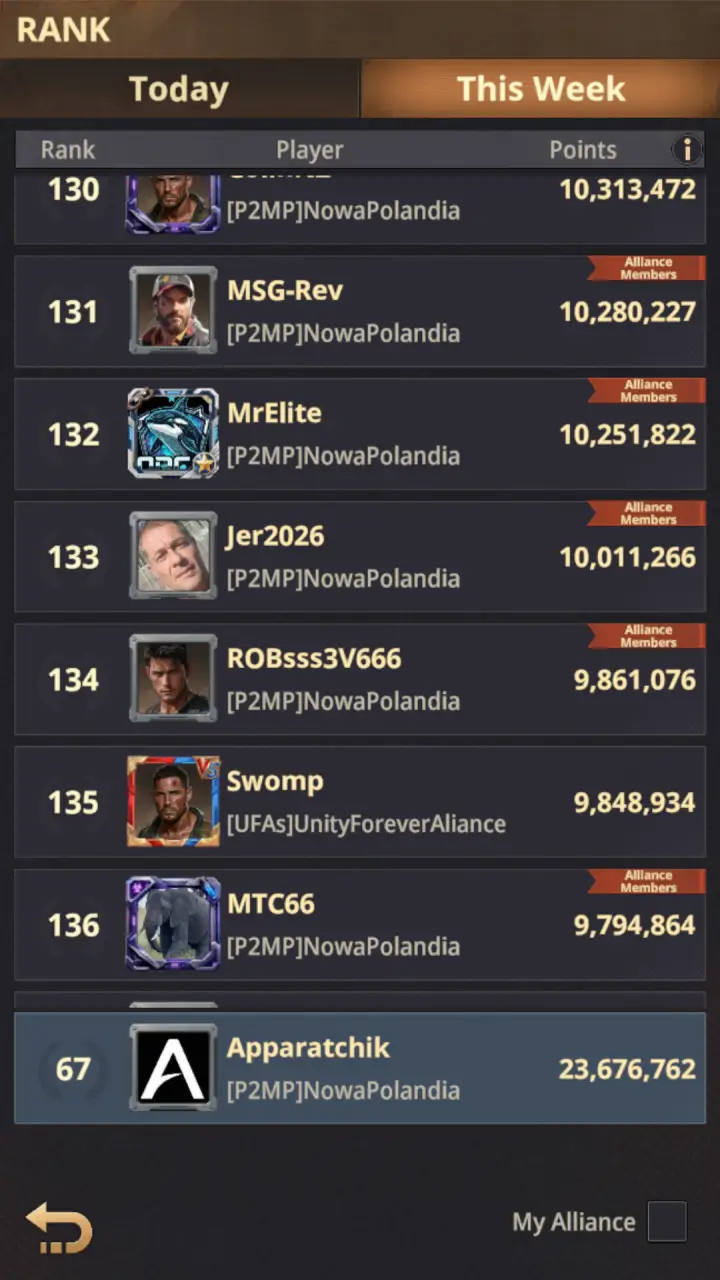 RANK
Today
This Week
Rank
Player
Points
i
130
[P2MP]NowaPolandia
10,313,472
131
MSG-Rev
[P2MP]NowaPolandia
Alliance
Members
10,280,227
132
MrElite
[P2MP]NowaPolandia
Alliance
Members
10,251,822
133
Jer2026
[P2MP]NowaPolandia
Alliance
Members
10,011,266
134
ROBsss3V666
[P2MP]NowaPolandia
Alliance
Members
9,861,076
135
VS
Swomp
[UFAs]UnityForeverAliance
9,848,934
136
MTC66
[P2MP]NowaPolandia
Alliance
Members
9,794,864
67
A
Apparatchik
[P2MP]NowaPolandia
23,676,762
My Alliance